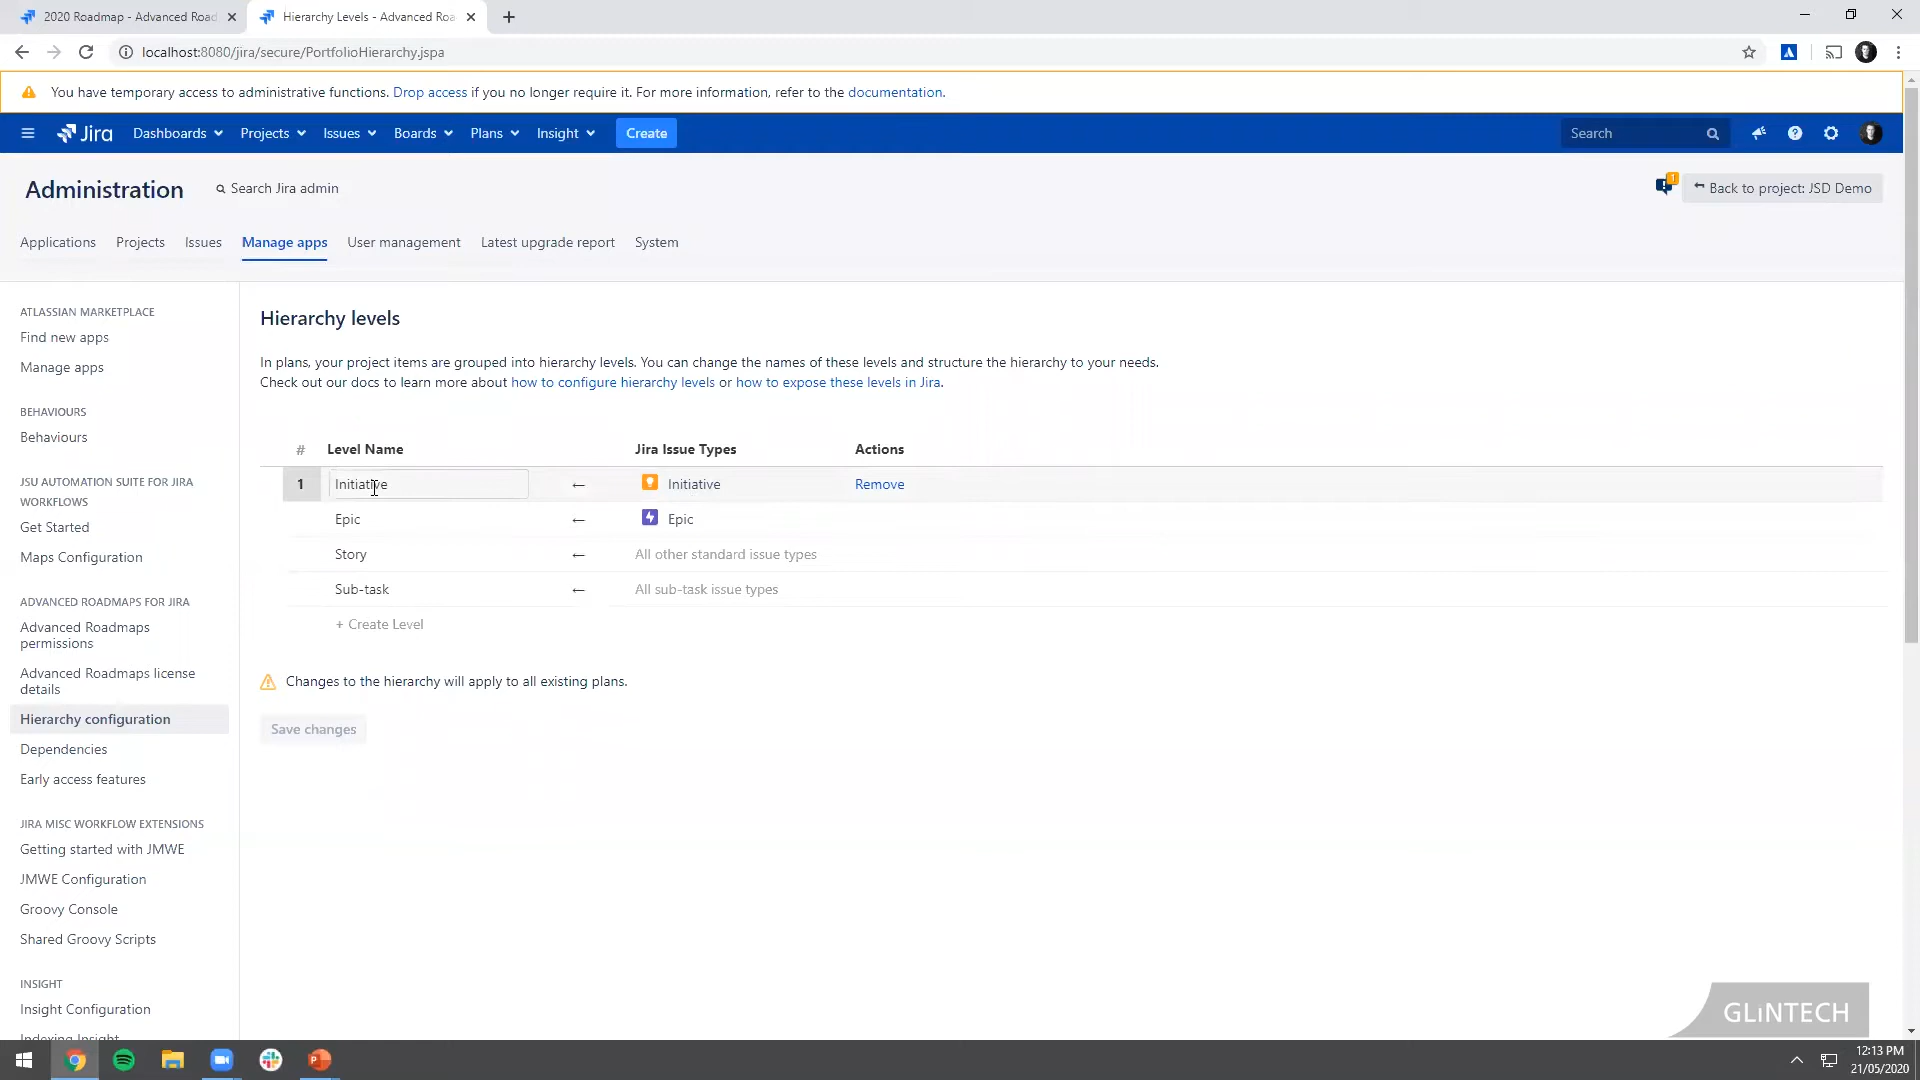 2020 Roadmap - Advanced Road
Hierarchy Levels - Advanced Roa
localhost:8080/jira/secure/PortfolioHierarchy.jspa
You have temporary access to administrative functions. Drop access if you no longer require it. For more information, refer to the documentation.
Jira Dashboards Projects Issues Boards Plans Insight Create Search
Administration Search Jira admin 1 Back to project: JSD Demo
Applications Projects Issues Manage apps User management Latest upgrade report System
ATLASSIAN MARKETPLACE
Find new apps
Manage apps
BEHAVIOURS
Behaviours
JSU AUTOMATION SUITE FOR JIRA
WORKFLOWS
Get Started
Maps Configuration
ADVANCED ROADMAPS FOR JIRA
Advanced Roadmaps
permissions
Advanced Roadmaps license
details
Hierarchy configuration
Dependencies
Early access features
JIRA MISC WORKFLOW EXTENSIONS
Getting started with JMWE
JMWE Configuration
Groovy Console
Shared Groovy Scripts
INSIGHT
Insight Configuration
Indexing Insight
Hierarchy levels
In plans, your project items are grouped into hierarchy levels. You can change the names of these levels and structure the hierarchy to your needs.
Check out our docs to learn more about how to configure hierarchy levels or how to expose these levels in Jira.
# Level Name Jira Issue Types Actions
1 Initiative ← Initiative Remove
Epic ← Epic
Story ← All other standard issue types
Sub-task ← All sub-task issue types
+ Create Level
Changes to the hierarchy will apply to all existing plans.
Save changes
GLiNTECH
12:13 PM
21/05/2020